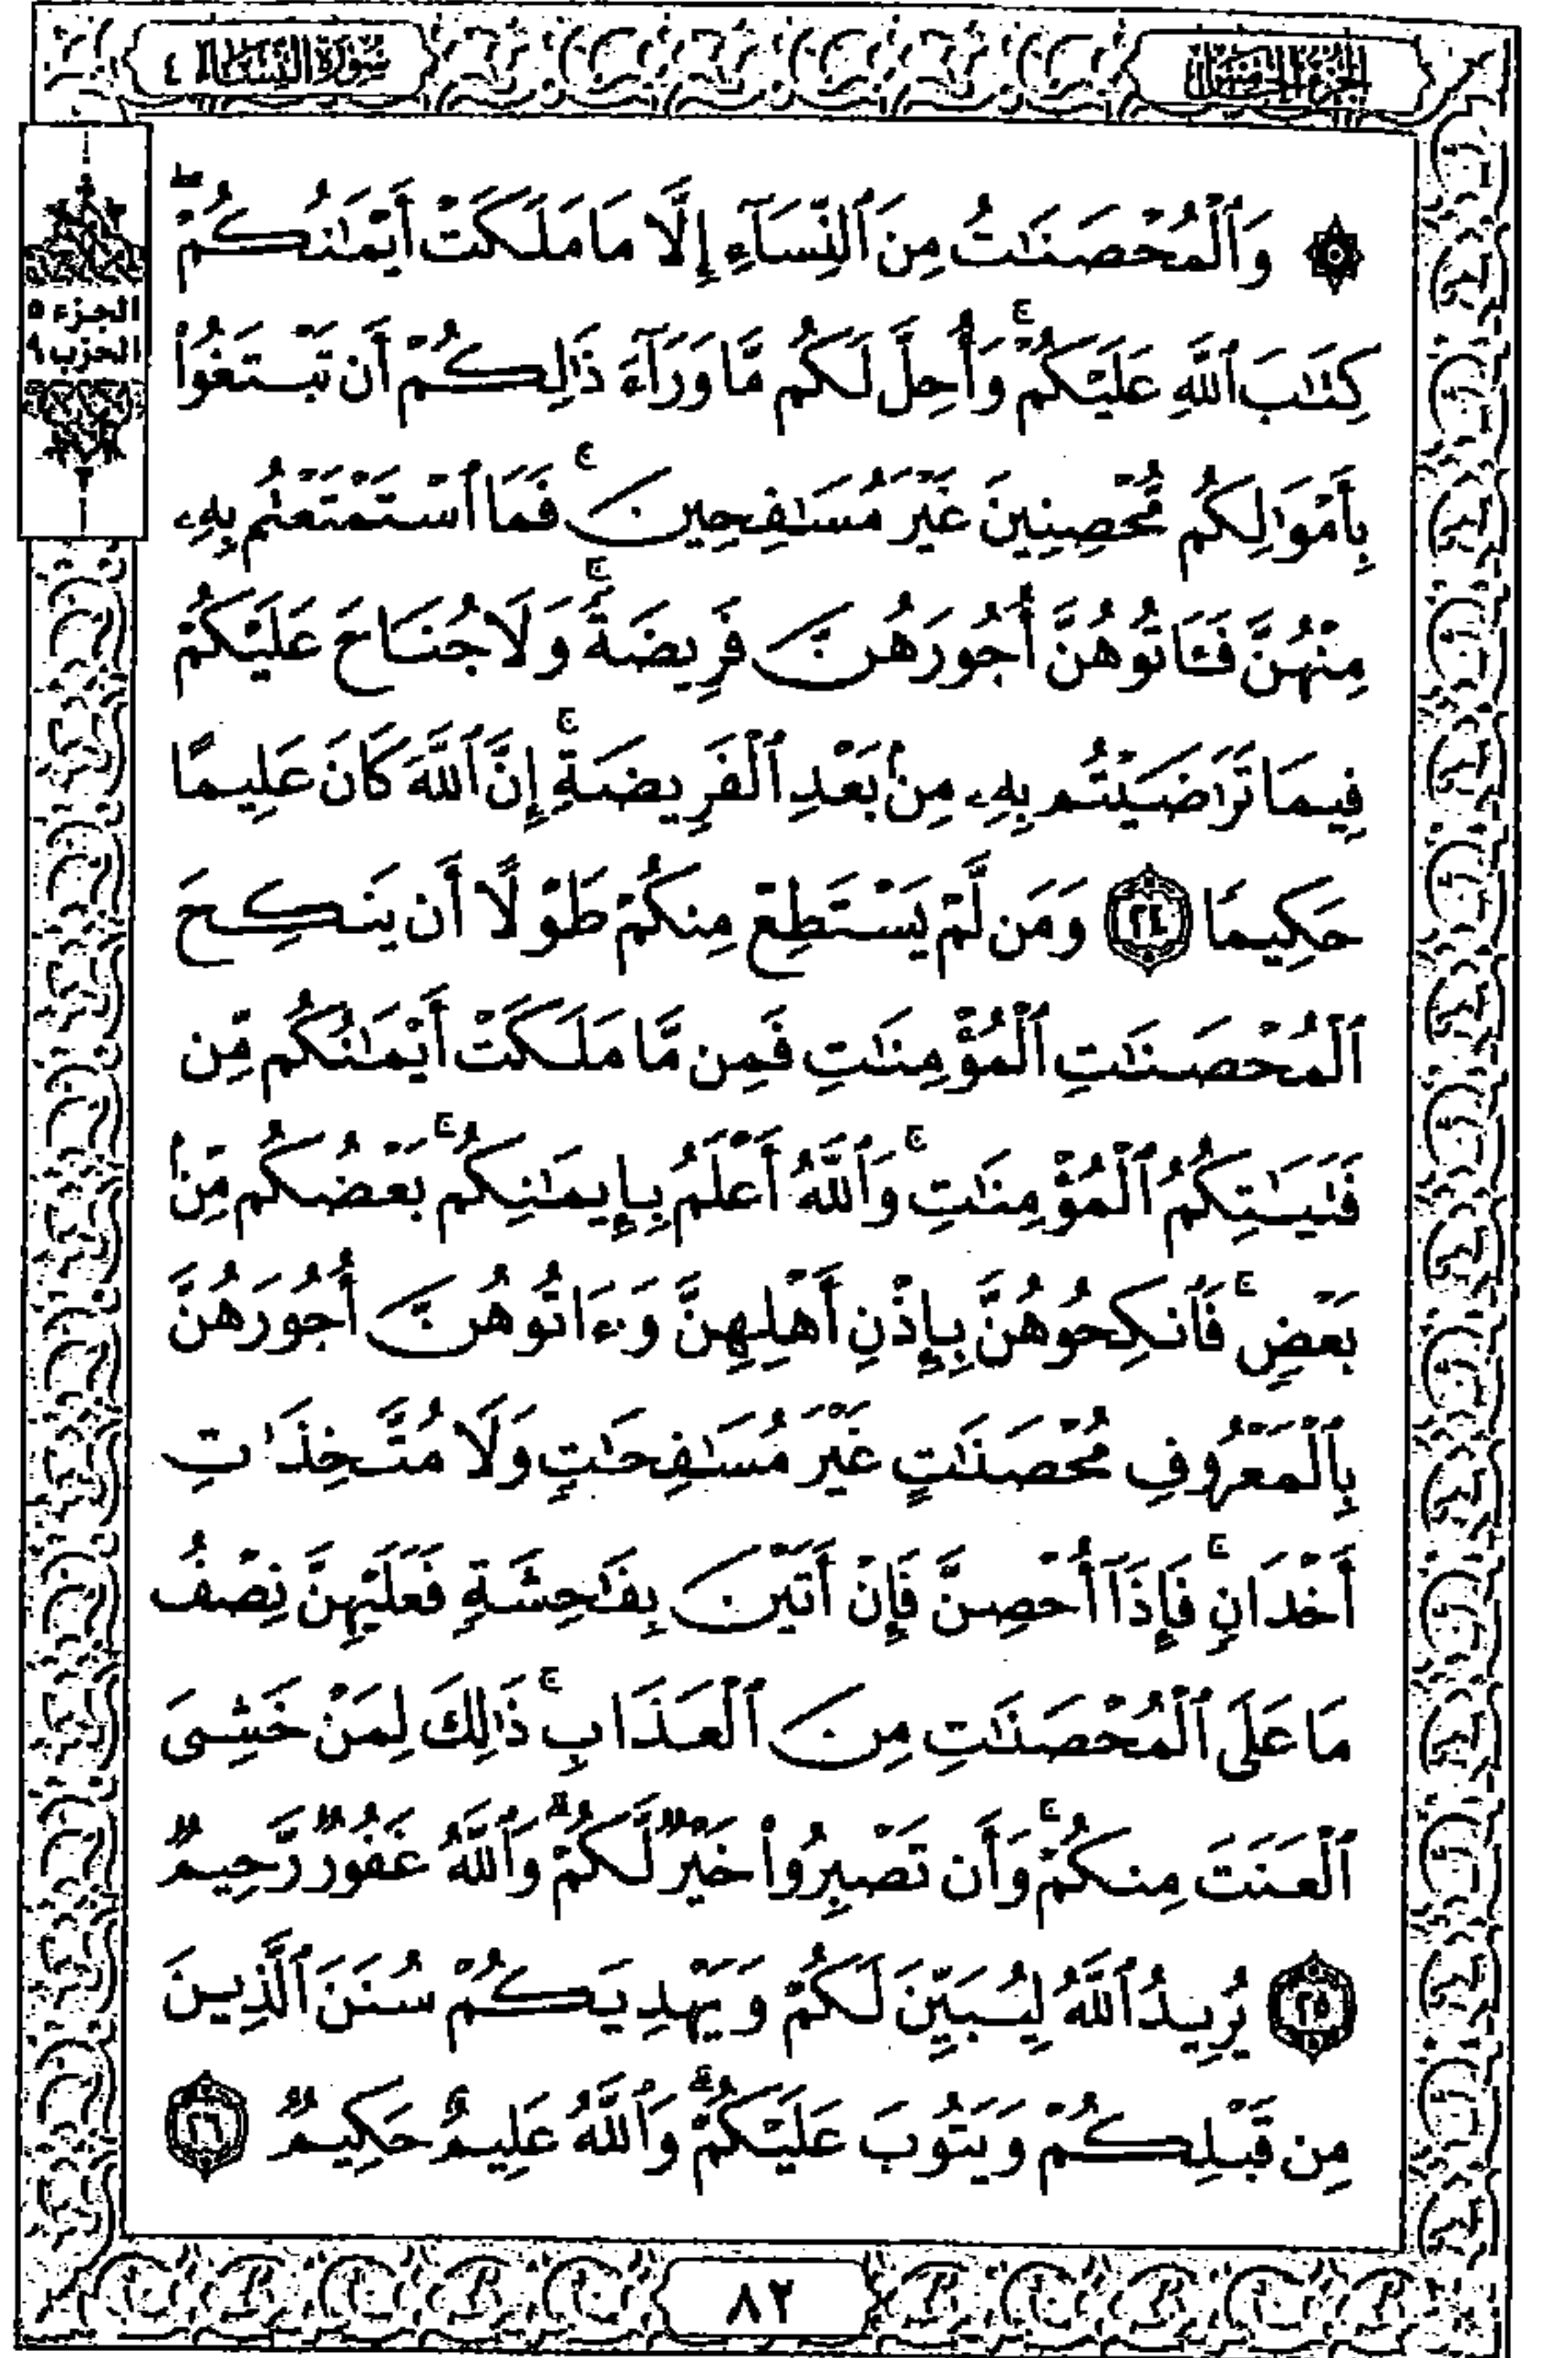 الجزء الخامس
سورة النساء ٤
الجزء ٥
الحزب ٩
۞ وَٱلْمُحْصَنَٰتُ مِنَ ٱلنِّسَآءِ إِلَّا مَا مَلَكَتْ أَيْمَٰنُكُمْ ۖ
كِتَٰبَ ٱللَّهِ عَلَيْكُمْ ۚ وَأُحِلَّ لَكُم مَّا وَرَآءَ ذَٰلِكُمْ أَن تَبْتَغُوا۟
بِأَمْوَٰلِكُم مُّحْصِنِينَ غَيْرَ مُسَٰفِحِينَ ۚ فَمَا ٱسْتَمْتَعْتُم بِهِۦ
مِنْهُنَّ فَـَٔاتُوهُنَّ أُجُورَهُنَّ فَرِيضَةً ۚ وَلَا جُنَاحَ عَلَيْكُمْ
فِيمَا تَرَٰضَيْتُم بِهِۦ مِنۢ بَعْدِ ٱلْفَرِيضَةِ ۚ إِنَّ ٱللَّهَ كَانَ عَلِيمًا
حَكِيمًا ٢٤ وَمَن لَّمْ يَسْتَطِعْ مِنكُمْ طَوْلًا أَن يَنكِحَ
ٱلْمُحْصَنَٰتِ ٱلْمُؤْمِنَٰتِ فَمِن مَّا مَلَكَتْ أَيْمَٰنُكُم مِّن
فَتَيَٰتِكُمُ ٱلْمُؤْمِنَٰتِ ۚ وَٱللَّهُ أَعْلَمُ بِإِيمَٰنِكُم ۚ بَعْضُكُم مِّنۢ
بَعْضٍ ۚ فَٱنكِحُوهُنَّ بِإِذْنِ أَهْلِهِنَّ وَءَاتُوهُنَّ أُجُورَهُنَّ
بِٱلْمَعْرُوفِ مُحْصَنَٰتٍ غَيْرَ مُسَٰفِحَٰتٍ وَلَا مُتَّخِذَٰتِ
أَخْدَانٍ ۚ فَإِذَآ أُحْصِنَّ فَإِنْ أَتَيْنَ بِفَٰحِشَةٍ فَعَلَيْهِنَّ نِصْفُ
مَا عَلَى ٱلْمُحْصَنَٰتِ مِنَ ٱلْعَذَابِ ۚ ذَٰلِكَ لِمَنْ خَشِىَ
ٱلْعَنَتَ مِنكُمْ ۚ وَأَن تَصْبِرُوا۟ خَيْرٌ لَّكُمْ ۗ وَٱللَّهُ غَفُورٌ رَّحِيمٌ
٢٥ يُرِيدُ ٱللَّهُ لِيُبَيِّنَ لَكُمْ وَيَهْدِيَكُمْ سُنَنَ ٱلَّذِينَ
مِن قَبْلِكُمْ وَيَتُوبَ عَلَيْكُمْ ۗ وَٱللَّهُ عَلِيمٌ حَكِيمٌ ٢٦
٨٢